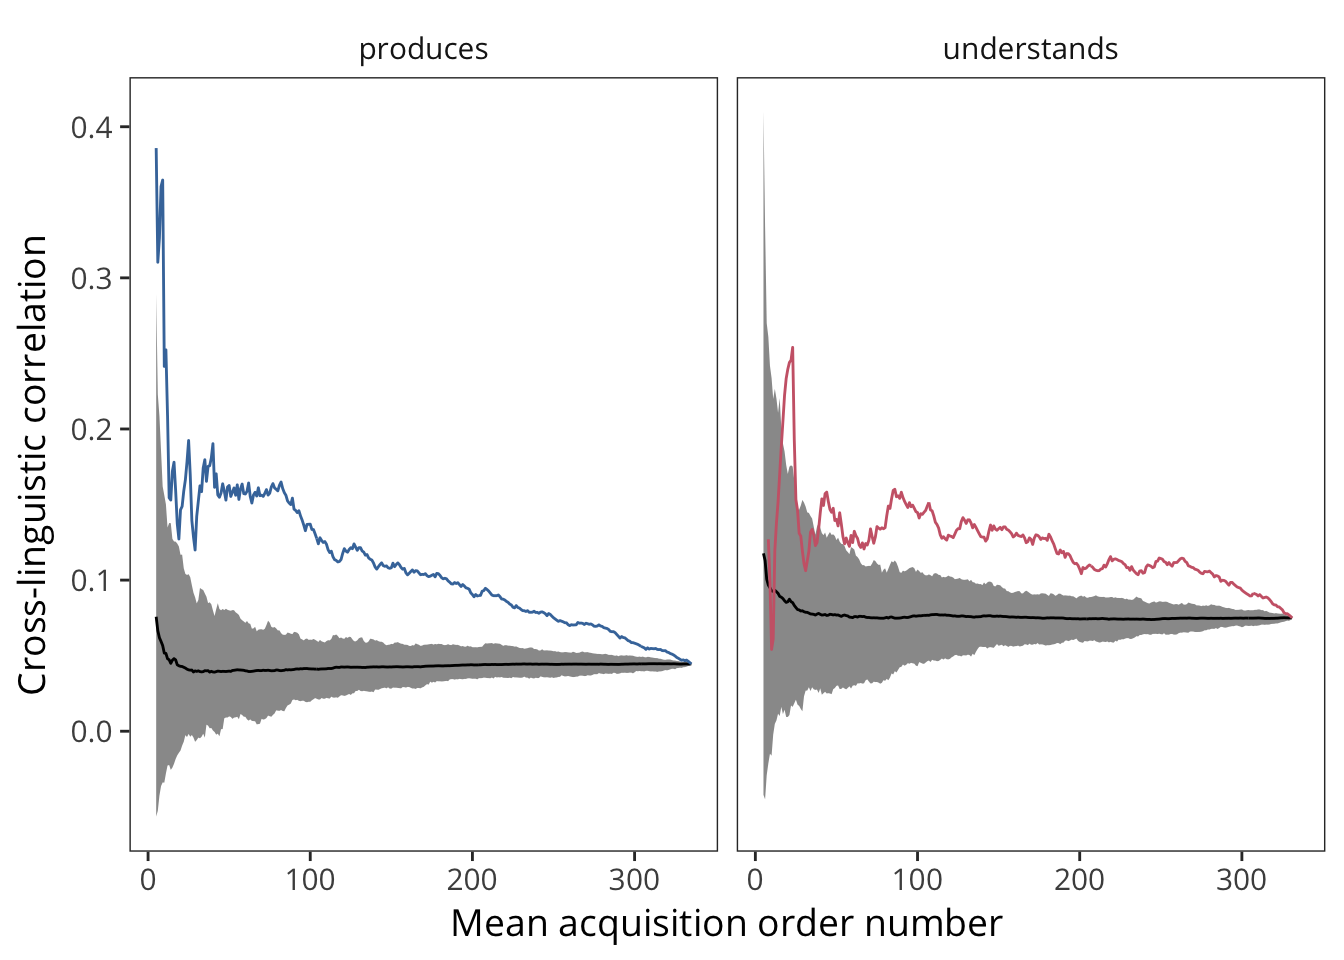 produces
understands
Cross-linguistic correlation
0.4
0.3
0.2
0.1
0.0
0 100 200 300
0 100 200 300
Mean acquisition order number